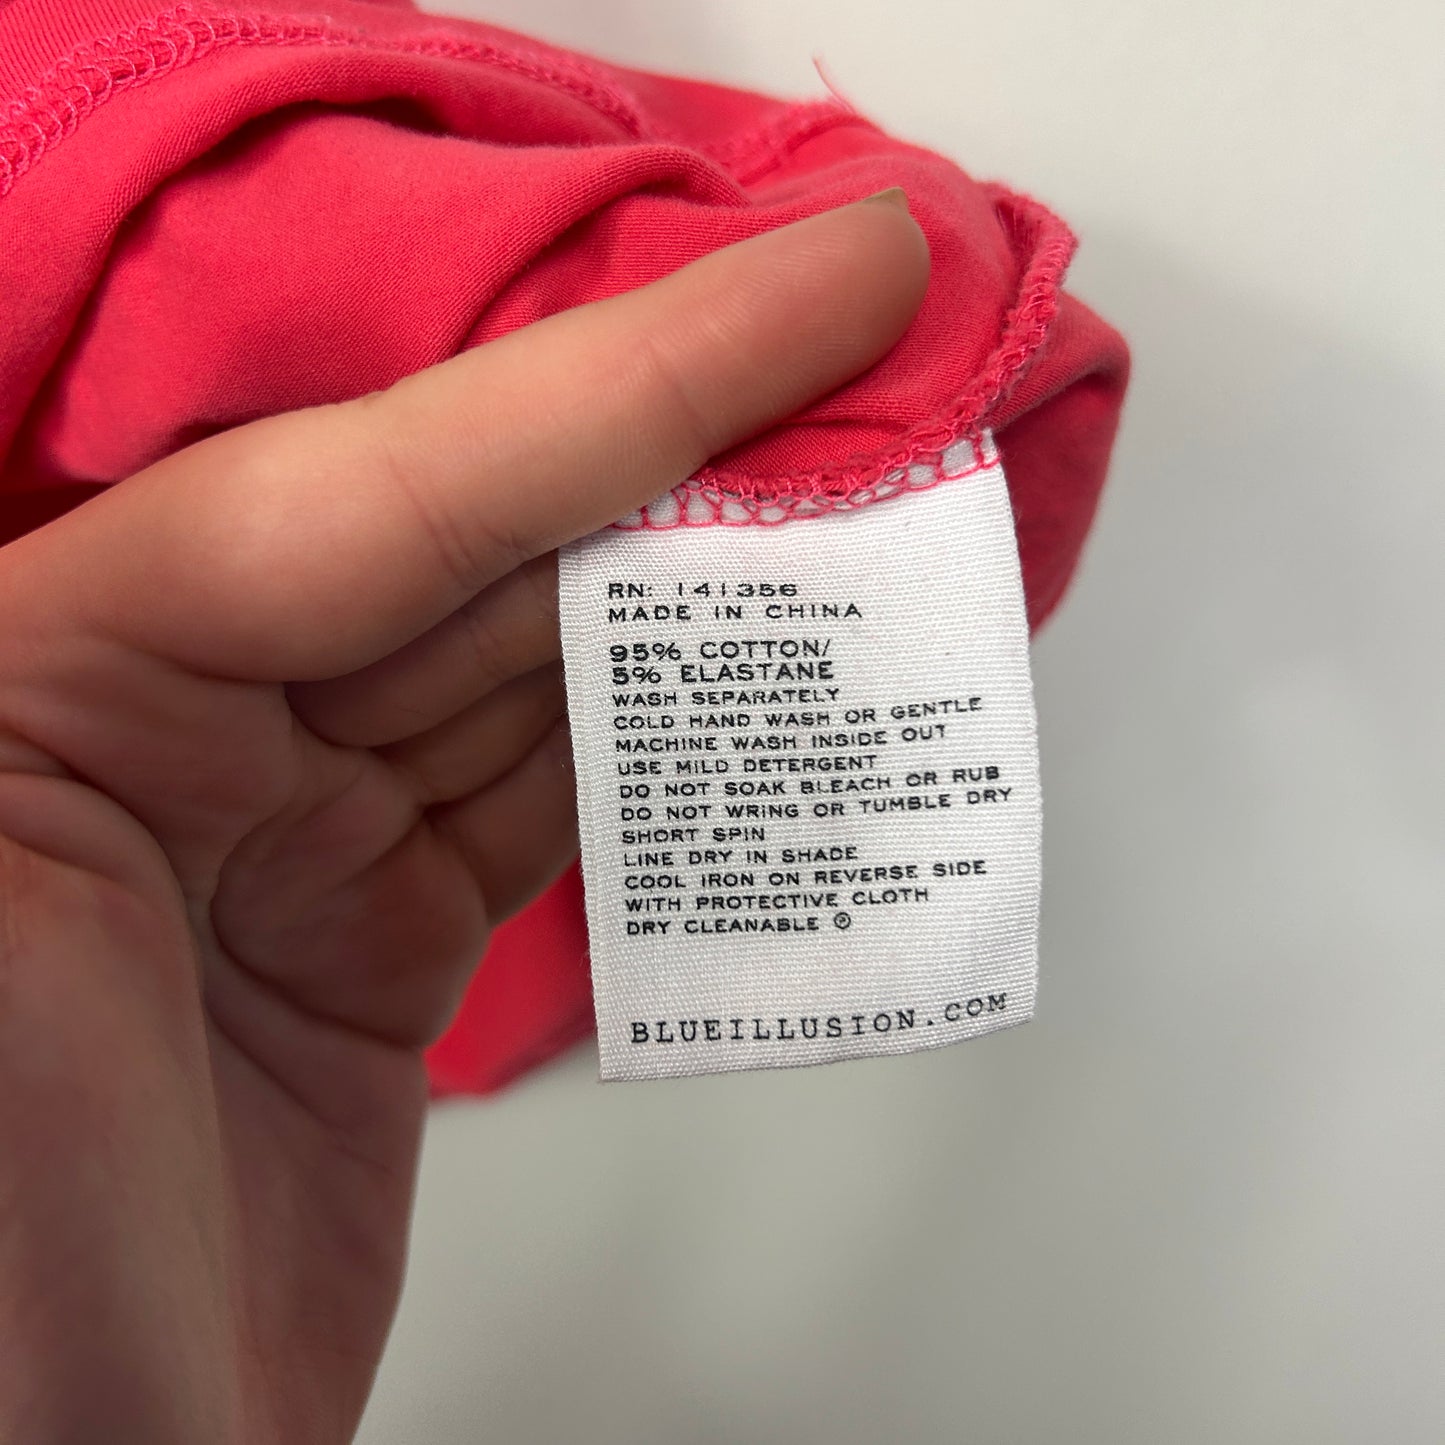 RN: 141356
MADE IN CHINA
95% COTTON/
5% ELASTANE
WASH SEPARATELY
COLD HAND WASH OR GENTLE
MACHINE WASH INSIDE OUT
USE MILD DETERGENT
DO NOT SOAK BLEACH OR RUB
DO NOT WRING OR TUMBLE DRY
SHORT SPIN
LINE DRY IN SHADE
COOL IRON ON REVERSE SIDE
WITH PROTECTIVE CLOTH
DRY CLEANABLE Ⓟ
BLUEILLUSION.COM